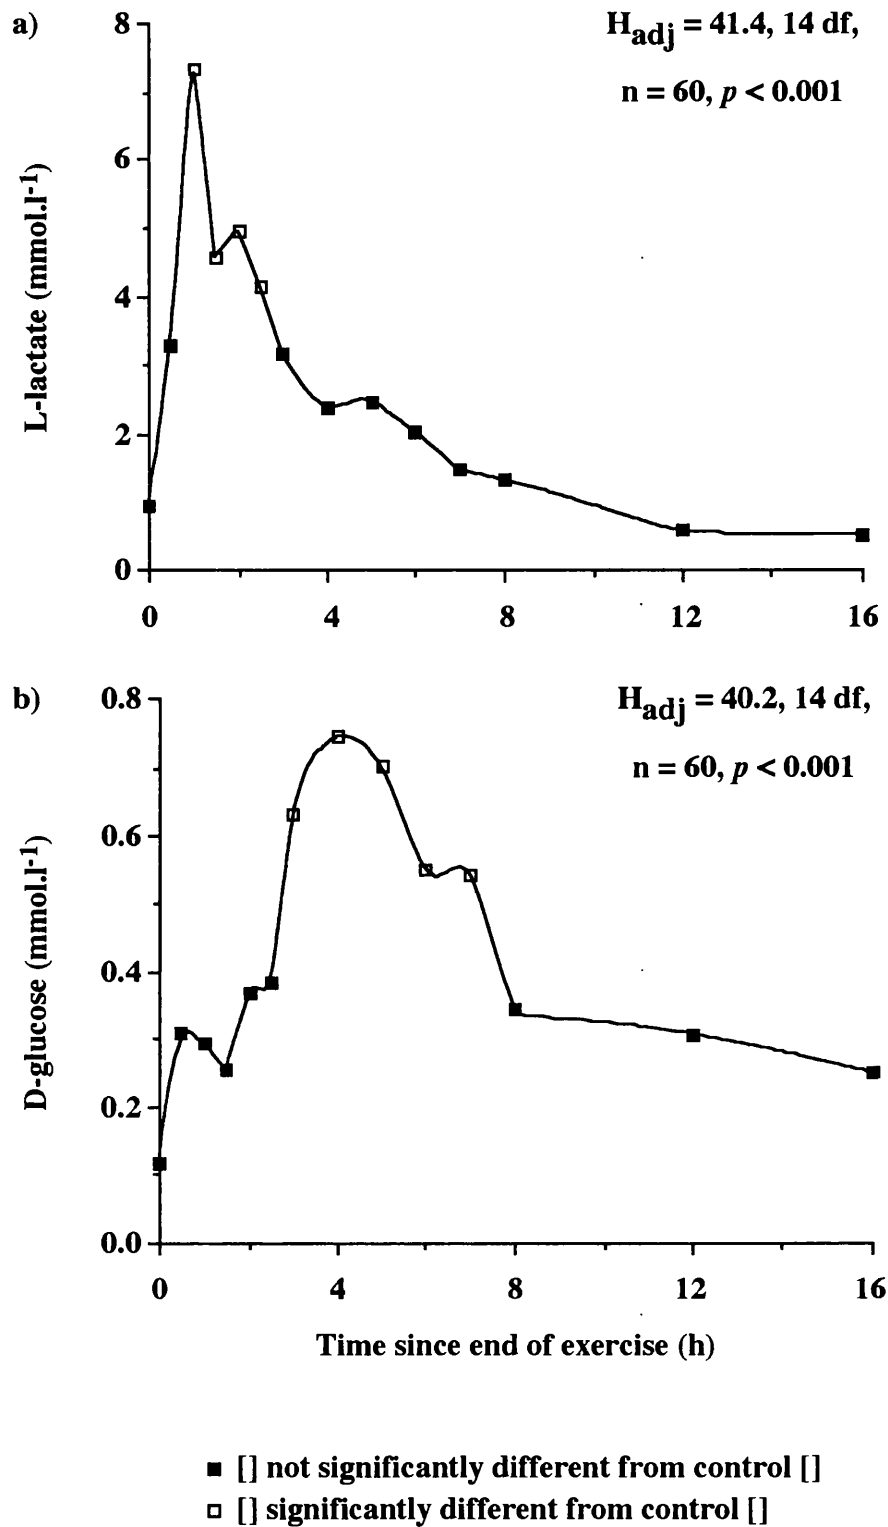 a)
H adj = 41.4, 14 df,
n = 60, p < 0.001
L-lactate (mmol.l-1)
8
6
4
2
0
0 4 8 12 16
b)
H adj = 40.2, 14 df,
n = 60, p < 0.001
D-glucose (mmol.l-1)
0.8
0.6
0.4
0.2
0.0
0 4 8 12 16
Time since end of exercise (h)
[] not significantly different from control []
[] significantly different from control []